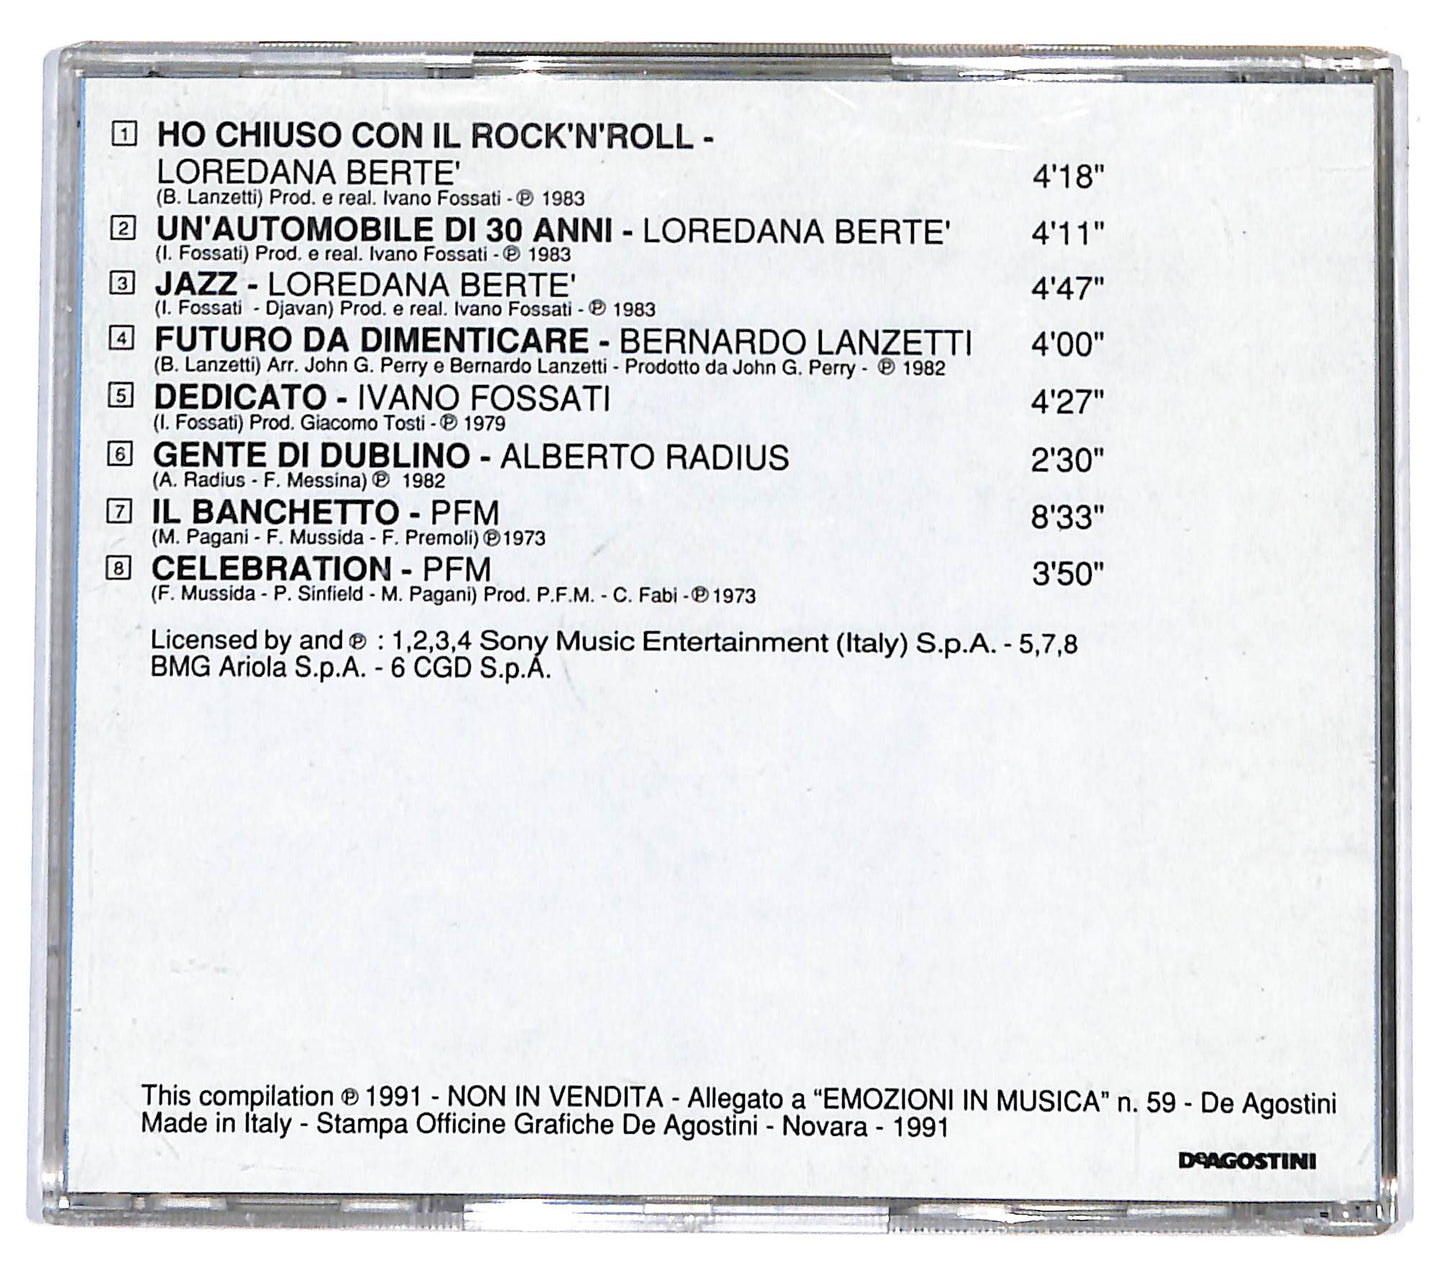 1 HO CHIUSO CON IL ROCK'N'ROLL -
LOREDANA BERTE' 4'18"
(B. Lanzetti) Prod. e real. Ivano Fossati - ℗ 1983
2 UN'AUTOMOBILE DI 30 ANNI - LOREDANA BERTE' 4'11"
(I. Fossati) Prod. e real. Ivano Fossati - ℗ 1983
3 JAZZ - LOREDANA BERTE' 4'47"
(I. Fossati - Djavan) Prod. e real. Ivano Fossati - ℗ 1983
4 FUTURO DA DIMENTICARE - BERNARDO LANZETTI 4'00"
(B. Lanzetti) Arr. John G. Perry e Bernardo Lanzetti - Prodotto da John G. Perry - ℗ 1982
5 DEDICATO - IVANO FOSSATI 4'27"
(I. Fossati) Prod. Giacomo Tosti - ℗ 1979
6 GENTE DI DUBLINO - ALBERTO RADIUS 2'30"
(A. Radius - F. Messina) ℗ 1982
7 IL BANCHETTO - PFM 8'33"
(M. Pagani - F. Mussida - F. Premoli) ℗ 1973
8 CELEBRATION - PFM 3'50"
(F. Mussida - P. Sinfield - M. Pagani) Prod. P.F.M. - C. Fabi - ℗ 1973
Licensed by and ℗ : 1,2,3,4 Sony Music Entertainment (Italy) S.p.A. - 5,7,8
BMG Ariola S.p.A. - 6 CGD S.p.A.
This compilation ℗ 1991 - NON IN VENDITA - Allegato a “EMOZIONI IN MUSICA” n. 59 - De Agostini
Made in Italy - Stampa Officine Grafiche De Agostini - Novara - 1991
DeAGOSTINI